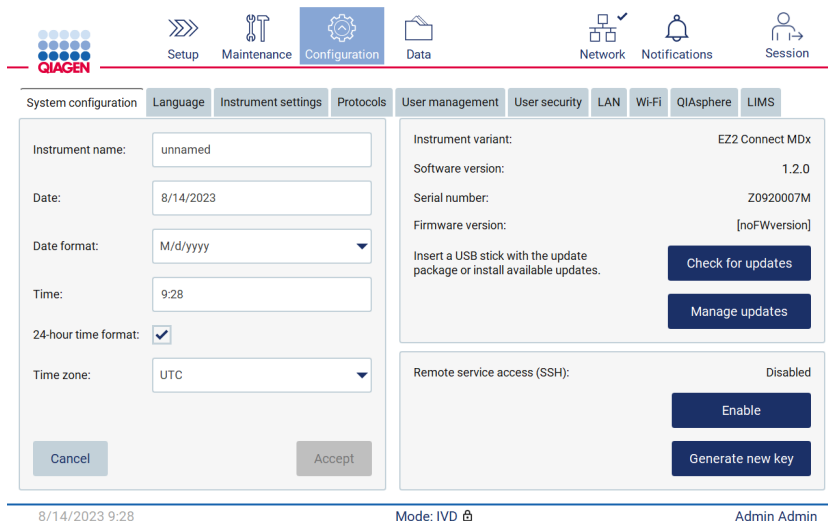 QIAGEN
Setup
Maintenance
Configuration
Data
Network
Notifications
Session
System configuration
Language
Instrument settings
Protocols
User management
User security
LAN
Wi-Fi
QIAsphere
LIMS
Instrument name:
unnamed
Date:
8/14/2023
Date format:
M/d/yyyy
Time:
9:28
24-hour time format:
Time zone:
UTC
Cancel
Accept
Instrument variant:
EZ2 Connect MDx
Software version:
1.2.0
Serial number:
Z0920007M
Firmware version:
[noFWversion]
Insert a USB stick with the update
package or install available updates.
Check for updates
Manage updates
Remote service access (SSH):
Disabled
Enable
Generate new key
8/14/2023 9:28
Mode: IVD
Admin Admin